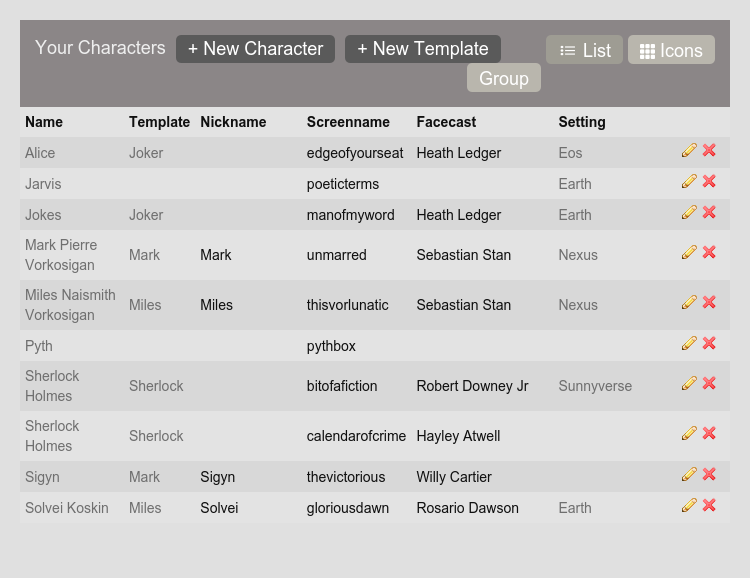 Your Characters + New Character + New Template List Icons
Group
Name Template Nickname Screenname Facecast Setting
Alice Joker edgeofyourseat Heath Ledger Eos
Jarvis poeticterms Earth
Jokes Joker manofmyword Heath Ledger Earth
Mark Pierre
Vorkosigan Mark Mark unmarred Sebastian Stan Nexus
Miles Naismith
Vorkosigan Miles Miles thisvorlunatic Sebastian Stan Nexus
Pyth pythbox
Sherlock
Holmes Sherlock bitofafiction Robert Downey Jr Sunnyverse
Sherlock
Holmes Sherlock calendarofcrime Hayley Atwell
Sigyn Mark Sigyn thevictorious Willy Cartier
Solvei Koskin Miles Solvei gloriousdawn Rosario Dawson Earth